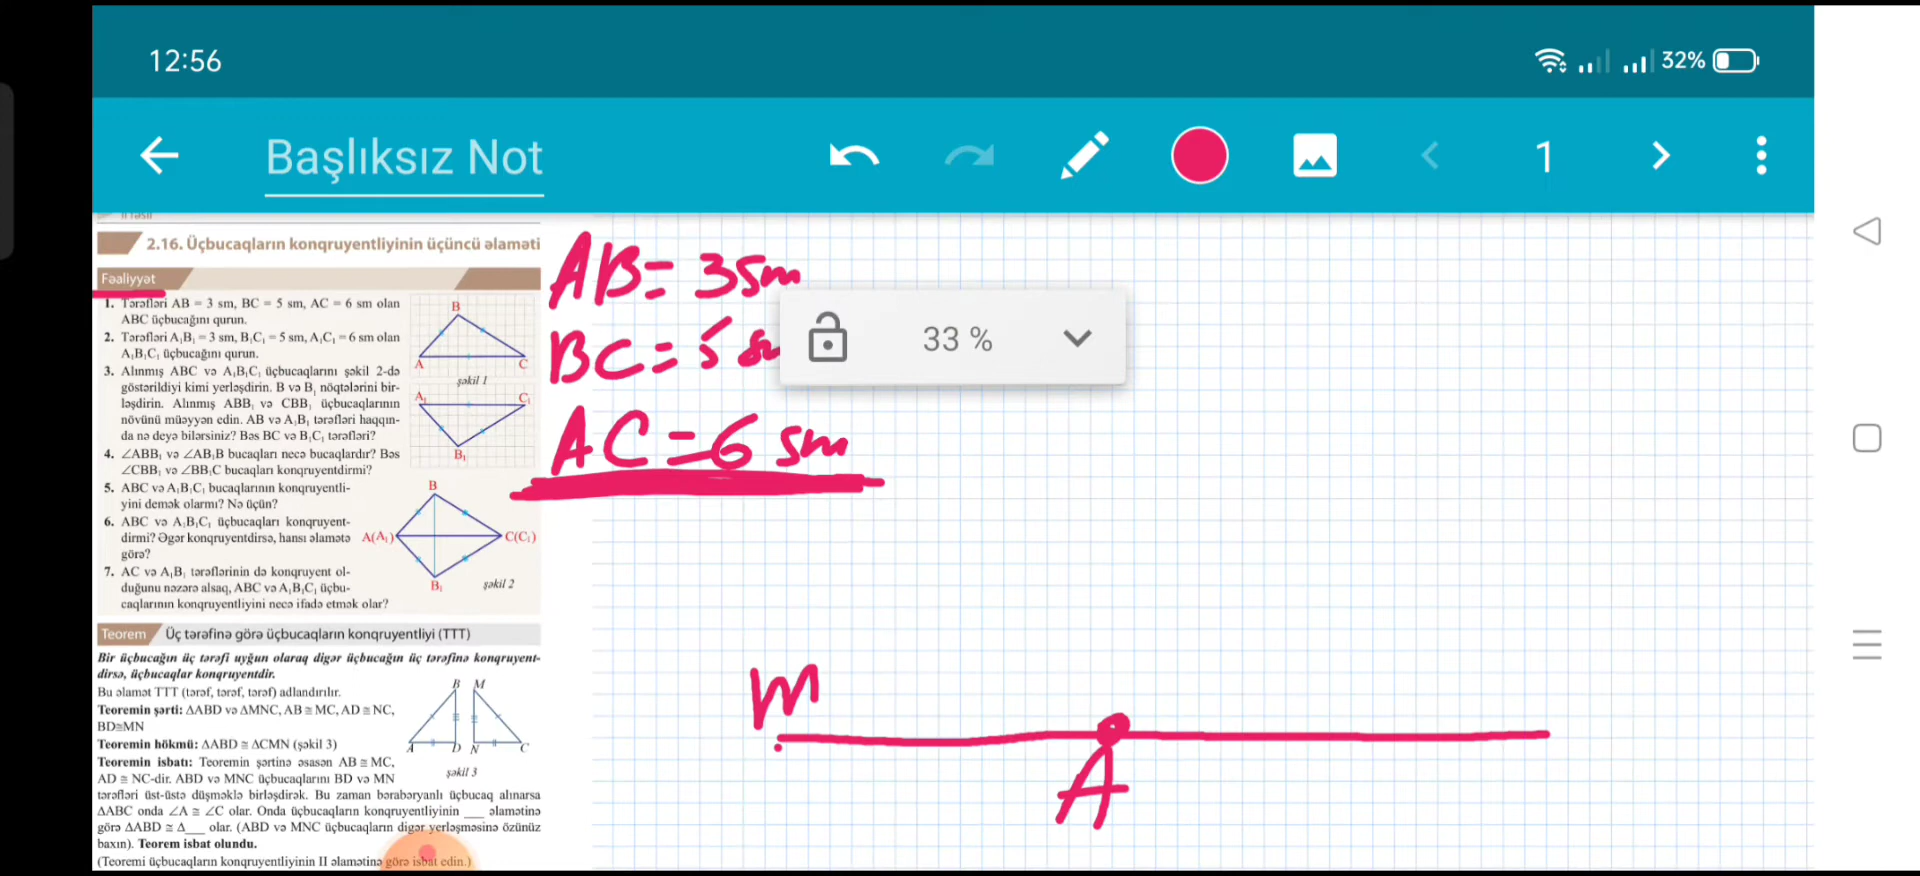 12:56
32%
Başlıksız Not
1
II fəsil
2.16. Üçbucaqların konqruyentliyinin üçüncü əlaməti
Fəaliyyət
1. Tərəfləri AB = 3 sm, BC = 5 sm, AC = 6 sm olan
ABC üçbucağını qurun.
2. Tərəfləri A₁B₁ = 3 sm, B₁C₁ = 5 sm, A₁C₁ = 6 sm olan
A₁B₁C₁ üçbucağını qurun.
3. Alınmış ABC və A₁B₁C₁ üçbucaqlarını şəkil 2-də
göstərildiyi kimi yerləşdirin. B və B₁ nöqtələrini bir-
ləşdirin. Alınmış ABB₁ və CBB₁ üçbucaqlarının
növünü müəyyən edin. AB və A₁B₁ tərəfləri haqqın-
da nə deyə bilərsiniz? Bəs BC və B₁C₁ tərəfləri?
4. ∠ABB₁ və ∠AB₁B bucaqları necə bucaqlardır? Bəs
∠CBB₁ və ∠BB₁C bucaqları konqruyentdirmi?
5. ABC və A₁B₁C₁ bucaqlarının konqruyentli-
yini demək olarmı? Nə üçün?
6. ABC və A₁B₁C₁ üçbucaqları konqruyent-
dirmi? Əgər konqruyentdirsə, hansı əlamətə
görə?
7. AC və A₁B₁ tərəflərinin də konqruyent ol-
duğunu nəzərə alsaq, ABC və A₁B₁C₁ üçbu-
caqlarının konqruyentliyini necə ifadə etmək olar?
B
A
C
şəkil 1
A₁
C₁
B₁
B
A(A₁)
C(C₁)
B₁
şəkil 2
Teorem
Üç tərəfinə görə üçbucaqların konqruyentliyi (TTT)
Bir üçbucağın üç tərəfi uyğun olaraq digər üçbucağın üç tərəfinə konqruyent-
dirsə, üçbucaqlar konqruyentdir.
Bu əlamət TTT (tərəf, tərəf, tərəf) adlandırılır.
Teoremin şərti: ΔABD və ΔMNC, AB ≅ MC, AD ≅ NC,
BD≅MN
Teoremin hökmü: ΔABD ≅ ΔCMN (şəkil 3)
Teoremin isbatı: Teoremin şərtinə əsasən AB ≅ MC,
AD ≅ NC-dir. ABD və MNC üçbucaqlarını BD və MN
tərəfləri üst-üstə düşməklə birləşdirək. Bu zaman bərabəryanlı üçbucaq alınarsa
ΔABC onda ∠A ≅ ∠C olar. Onda üçbucaqların konqruyentliyinin ___ əlamətinə
görə ΔABD ≅ Δ___ olar. (ABD və MNC üçbucaqların digər yerləşməsinə özünüz
baxın). Teorem isbat olundu.
(Teoremi üçbucaqların konqruyentliyinin II əlamətinə görə isbat edin.)
B M
A D N C
şəkil 3
AB = 3sm
BC = 5 sm
AC = 6 sm
33 %
m
A